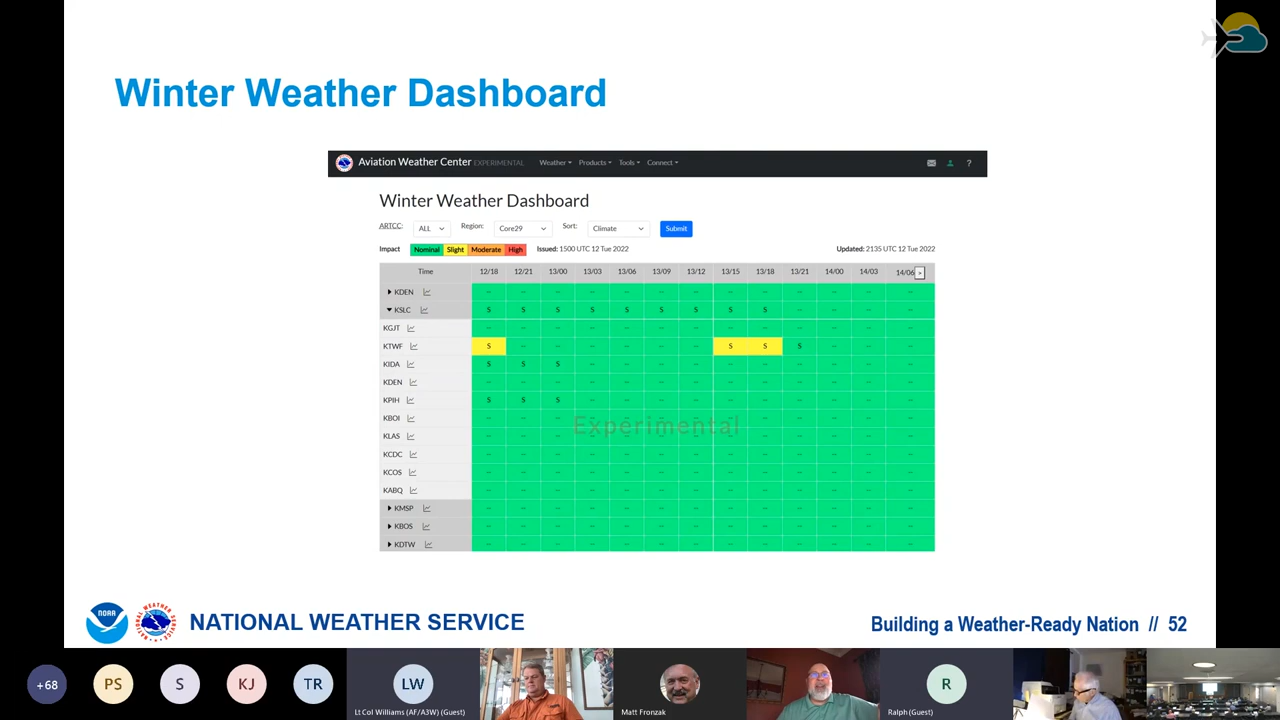 Winter Weather Dashboard
Aviation Weather Center EXPERIMENTAL Weather Products Tools Connect ?
Winter Weather Dashboard
ARTCC: ALL Region: Core29 Sort: Climate Submit
Impact Nominal Slight Moderate High Issued: 1500 UTC 12 Tue 2022 Updated: 2135 UTC 12 Tue 2022
Time 12/18 12/21 13/00 13/03 13/06 13/09 13/12 13/15 13/18 13/21 14/00 14/03 14/06 >
KDEN -- -- -- -- -- -- -- -- -- -- -- -- --
KSLC S S S S S S S S S -- -- -- --
KGJT -- -- -- -- -- -- -- -- -- -- -- -- --
KTWF S -- -- -- -- -- -- S S S -- -- --
KIDA S S S -- -- -- -- -- -- -- -- -- --
KDEN -- -- -- -- -- -- -- -- -- -- -- -- --
KPIH S S S -- -- -- -- -- -- -- -- -- --
KBOI -- -- -- -- -- -- -- -- -- -- -- -- --
Experimental
KLAS -- -- -- -- -- -- -- -- -- -- -- -- --
KCDC -- -- -- -- -- -- -- -- -- -- -- -- --
KCOS -- -- -- -- -- -- -- -- -- -- -- -- --
KABQ -- -- -- -- -- -- -- -- -- -- -- -- --
KMSP -- -- -- -- -- -- -- -- -- -- -- -- --
KBOS -- -- -- -- -- -- -- -- -- -- -- -- --
KDTW -- -- -- -- -- -- -- -- -- -- -- -- --
NOAA NATIONAL WEATHER SERVICE Building a Weather-Ready Nation // 52
+68 PS S KJ TR LW R
Lt Col Williams (AF/A3W) (Guest) Matt Fronzak Ralph (Guest)